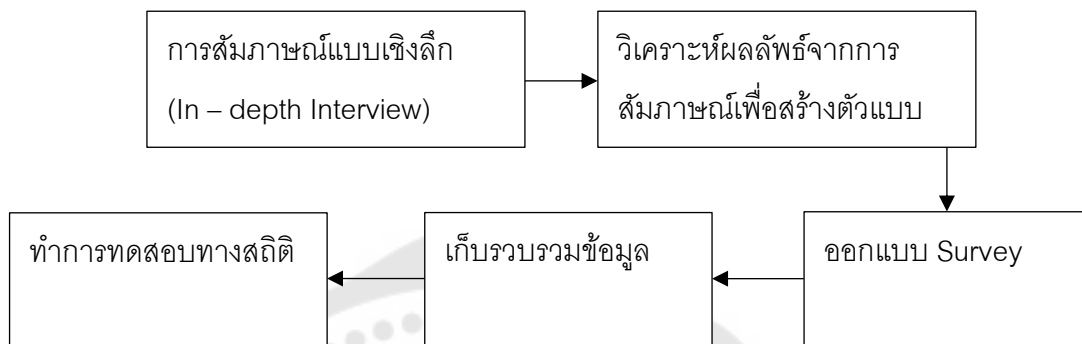 การสัมภาษณ์แบบเชิงลึก
(In – depth Interview)
วิเคราะห์ผลลัพธ์จากการ
สัมภาษณ์เพื่อสร้างตัวแบบ
ออกแบบ Survey
เก็บรวบรวมข้อมูล
ทำการทดสอบทางสถิติ